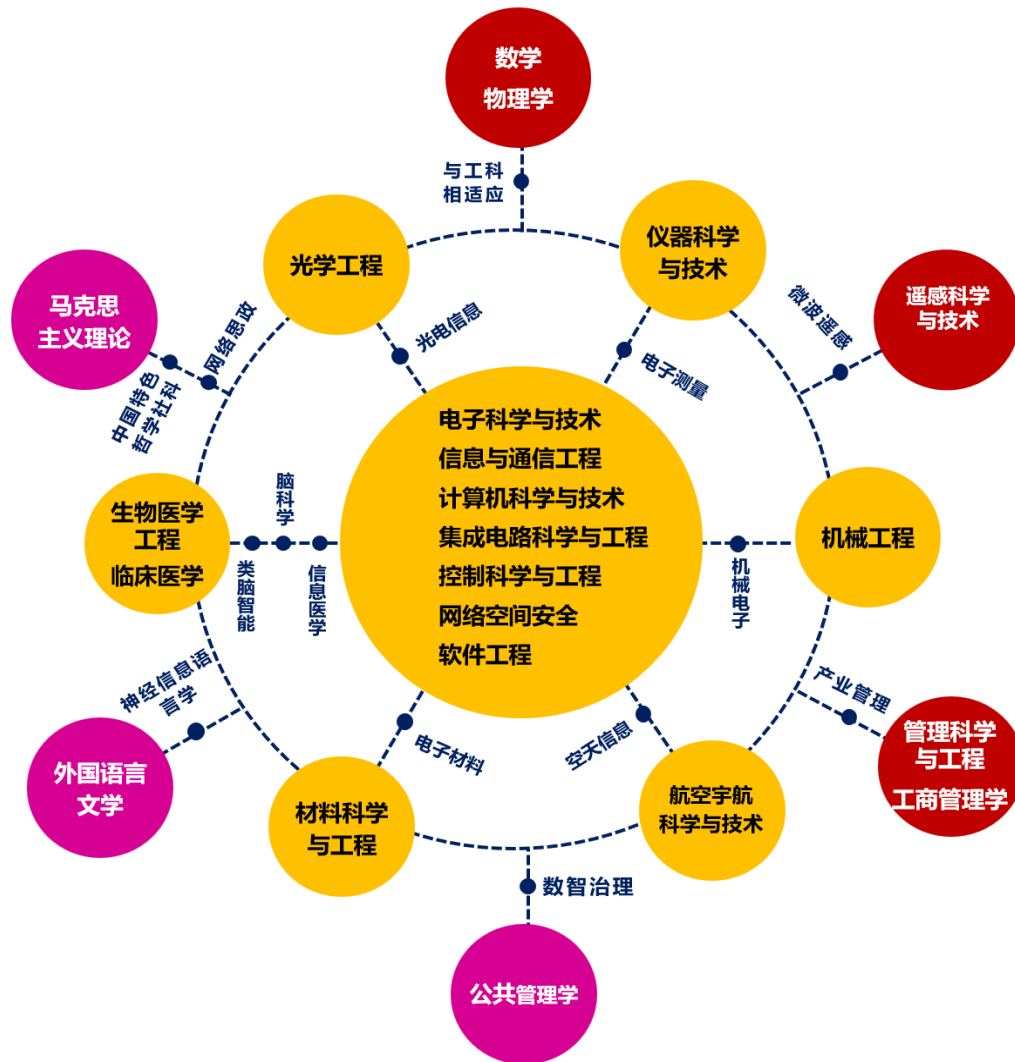 数学
物理学
与工科
相适应
光学工程
仪器科学
与技术
马克思
主义理论
网络思政
中国特色
哲学社科
光电信息
电子测量
微波遥感
遥感科学
与技术
电子科学与技术
信息与通信工程
计算机科学与技术
集成电路科学与工程
控制科学与工程
网络空间安全
软件工程
生物医学
工程
临床医学
类脑智能
脑科学
信息医学
机械电子
机械工程
神经信息语
言学
外国语言
文学
电子材料
材料科学
与工程
空天信息
航空宇航
科学与技术
产业管理
管理科学
与工程
工商管理学
数智治理
公共管理学